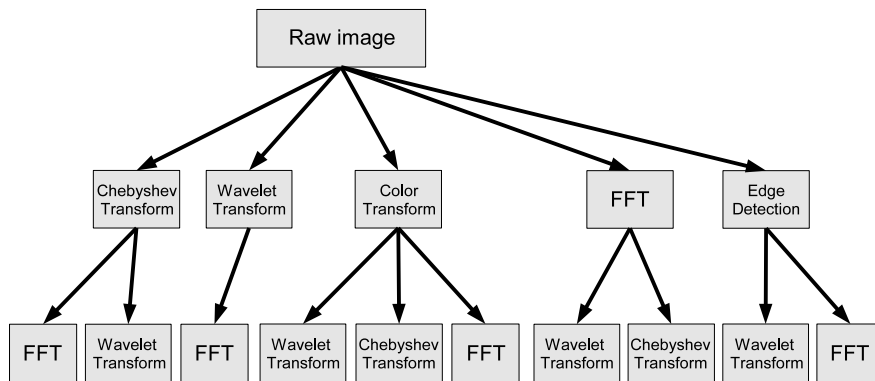 Raw image
Chebyshev
Transform
Wavelet
Transform
Color
Transform
FFT
Edge
Detection
FFT
Wavelet
Transform
FFT
Wavelet
Transform
Chebyshev
Transform
FFT
Wavelet
Transform
Chebyshev
Transform
Wavelet
Transform
FFT